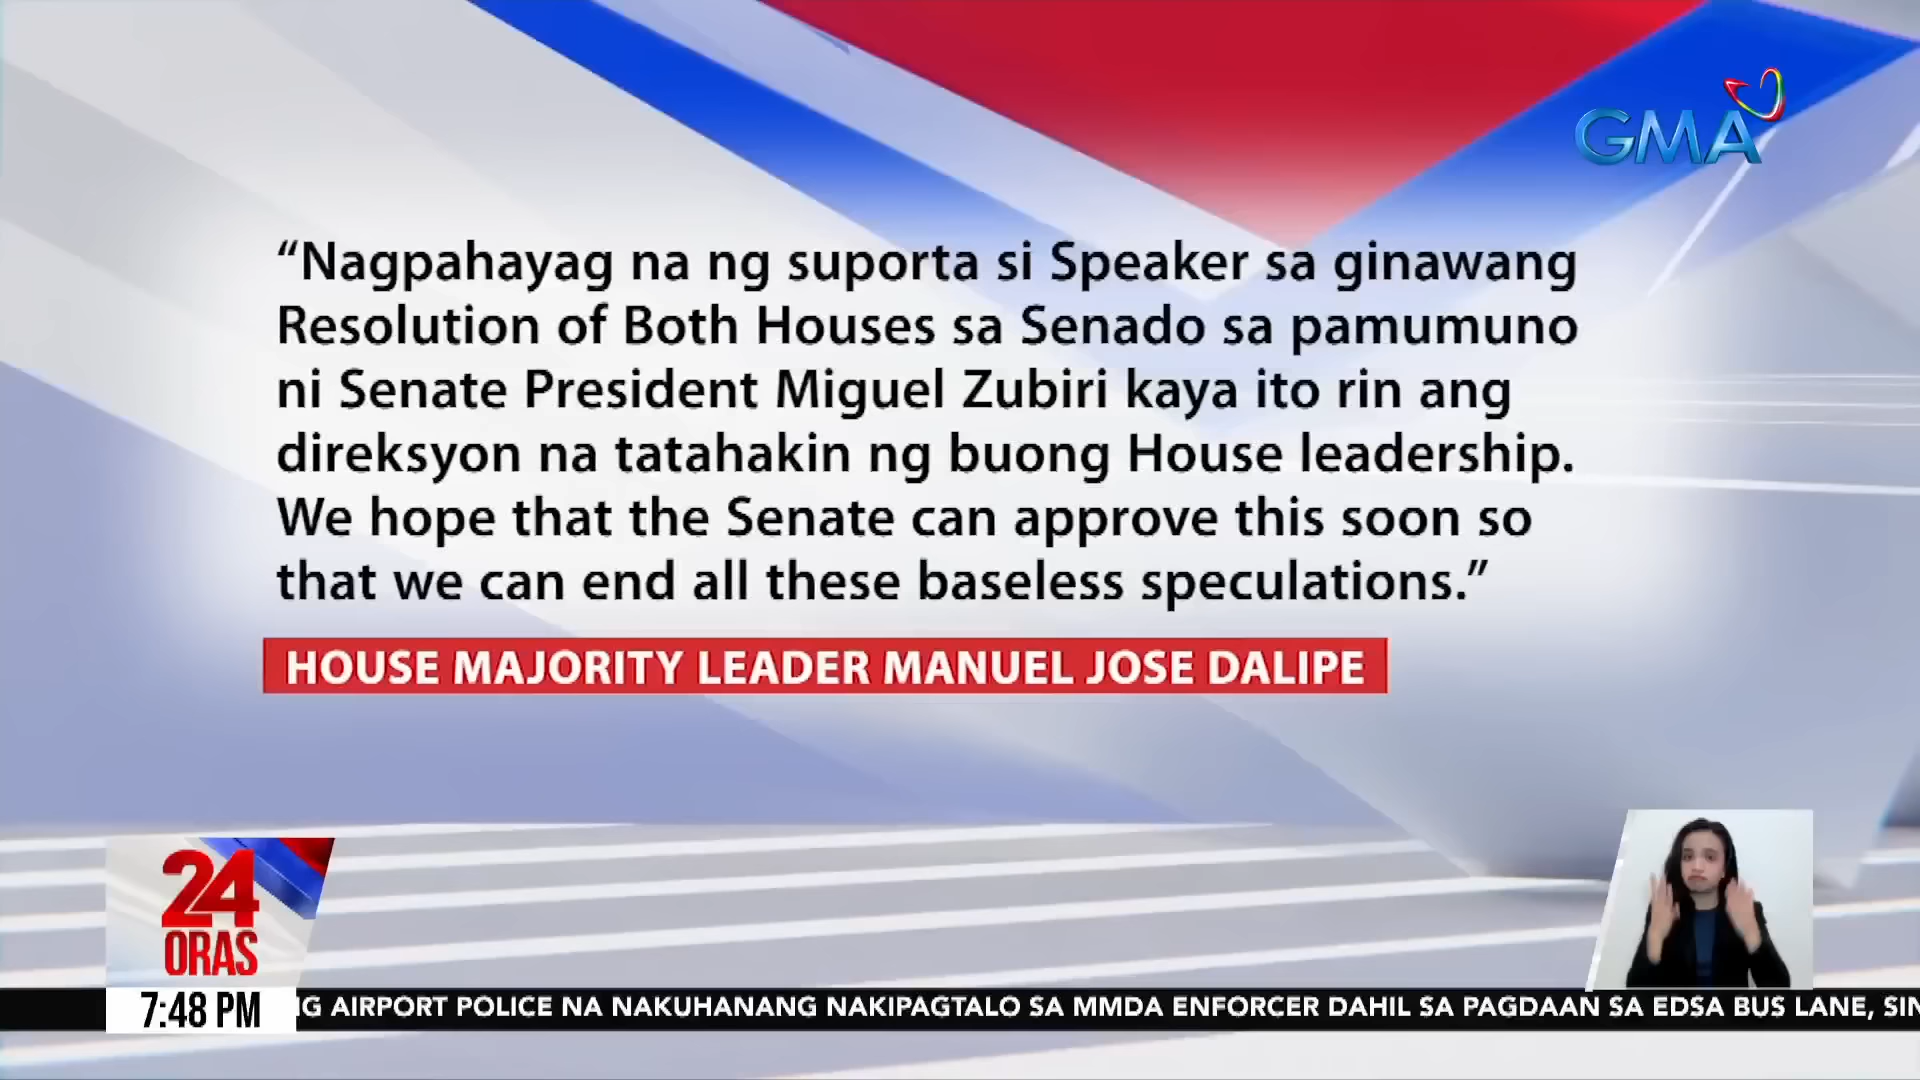 GMA
“Nagpahayag na ng suporta si Speaker sa ginawang
Resolution of Both Houses sa Senado sa pamumuno
ni Senate President Miguel Zubiri kaya ito rin ang
direksyon na tatahakin ng buong House leadership.
We hope that the Senate can approve this soon so
that we can end all these baseless speculations.”
HOUSE MAJORITY LEADER MANUEL JOSE DALIPE
24
ORAS
7:48 PM
NG AIRPORT POLICE NA NAKUHANANG NAKIPAGTALO SA MMDA ENFORCER DAHIL SA PAGDAAN SA EDSA BUS LANE, SIN